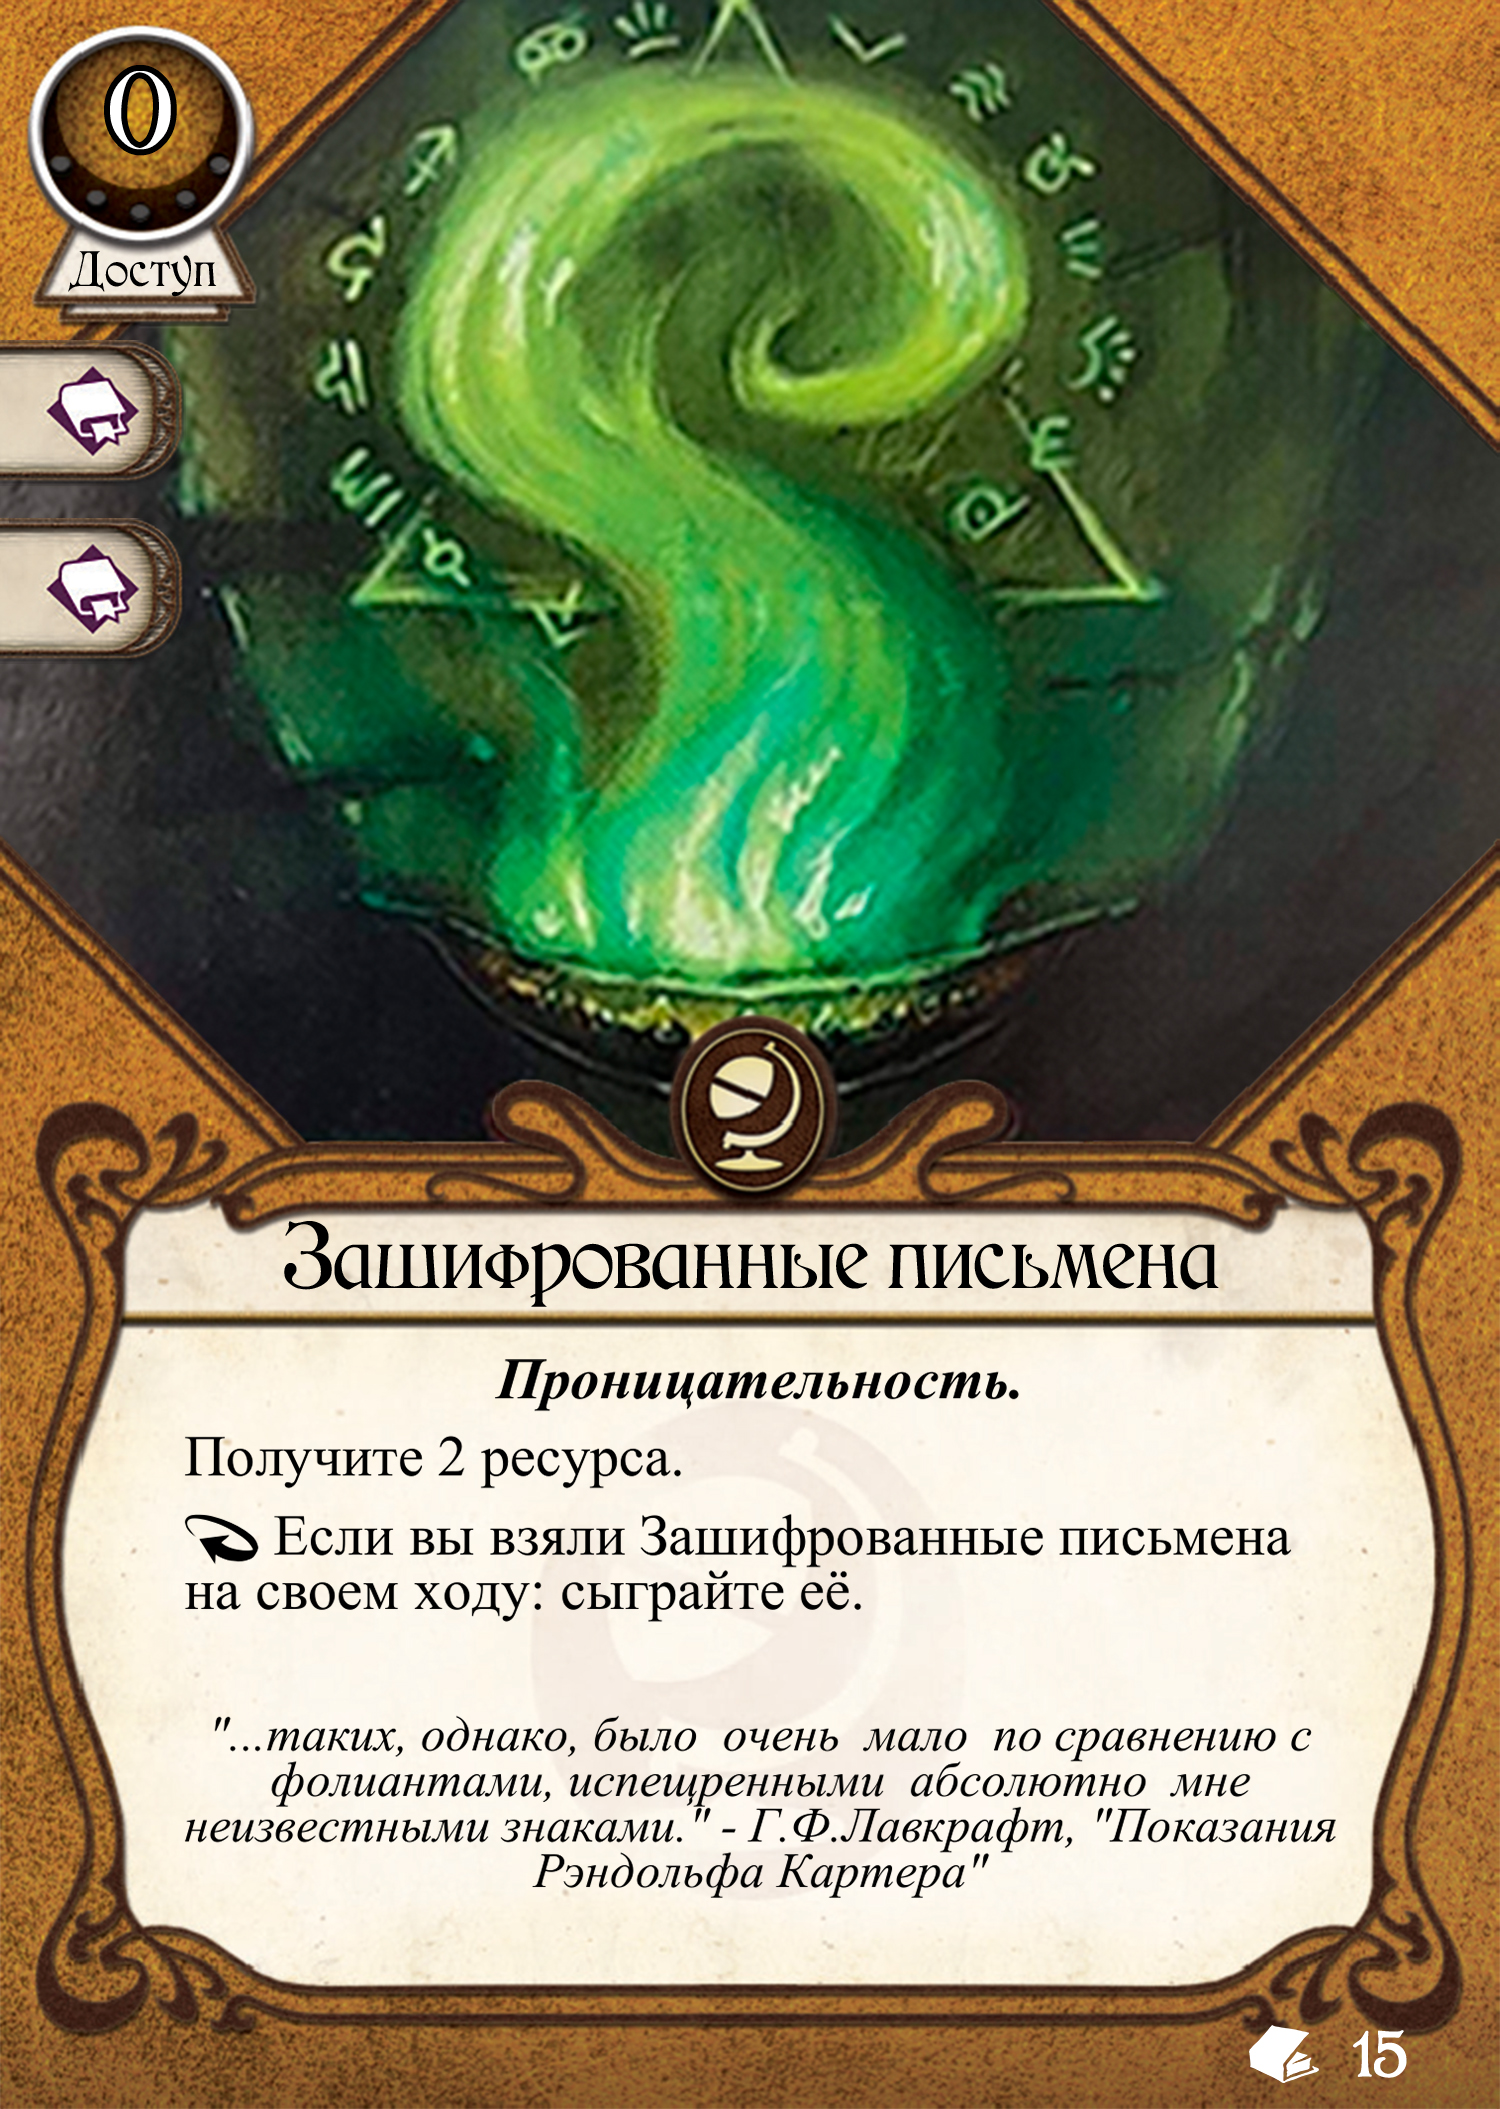 0
Доступ
Зашифрованные письмена
Проницательность.
Получите 2 ресурса.
Если вы взяли Зашифрованные письмена
на своем ходу: сыграйте её.
"...таких, однако, было очень мало по сравнению с
фолиантами, испещренными абсолютно мне
неизвестными знаками." - Г.Ф.Лавкрафт, "Показания
Рэндольфа Картера"
15